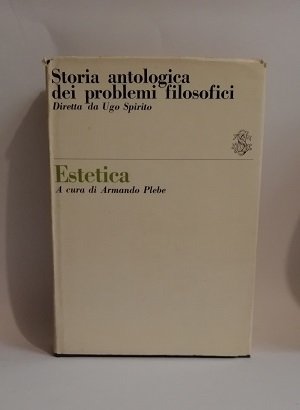 Storia antologica
dei problemi filosofici
Diretta da Ugo Spirito
Estetica
A cura di Armando Plebe